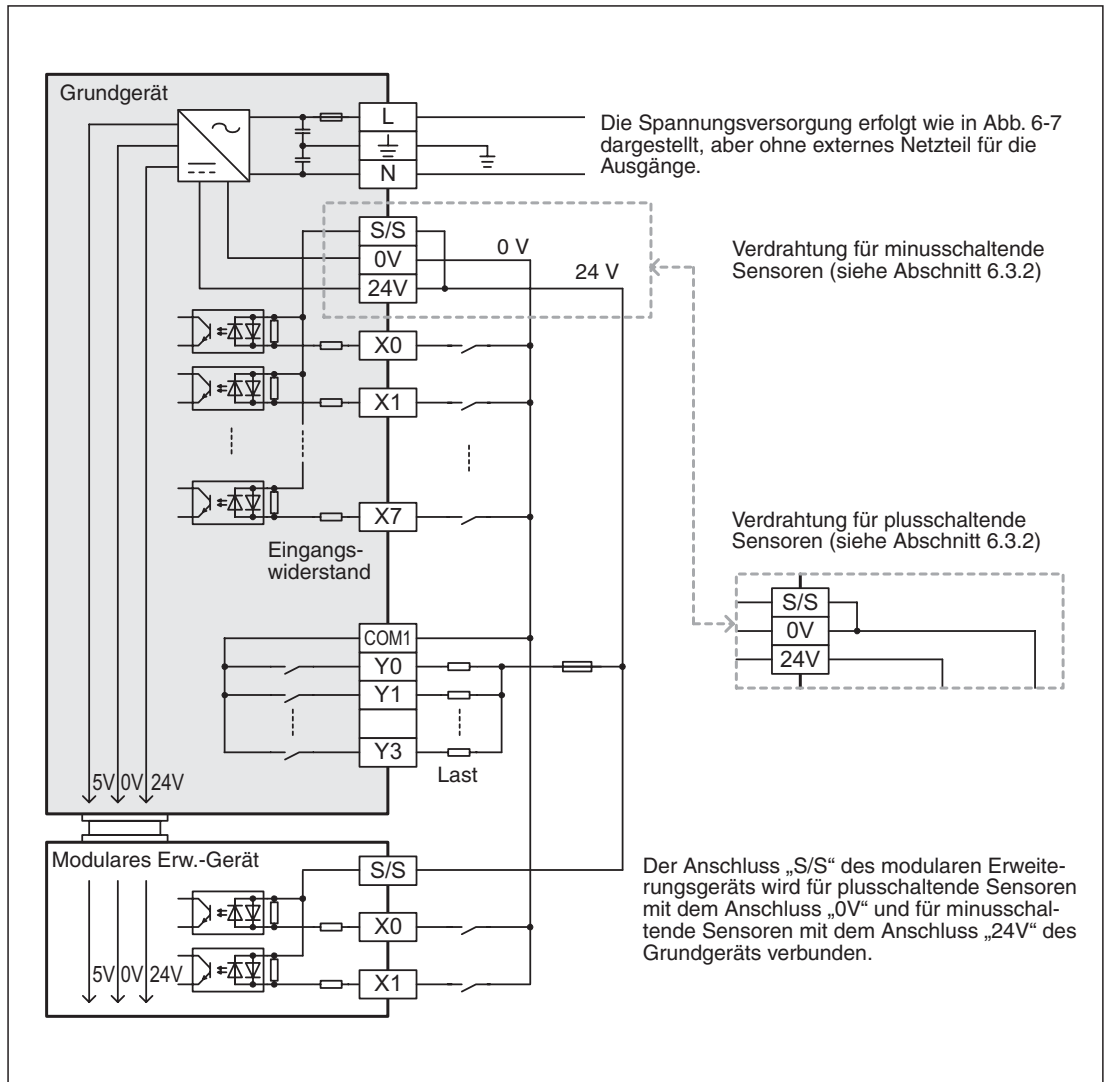 Grundgerät
L
N
Die Spannungsversorgung erfolgt wie in Abb. 6-7
dargestellt, aber ohne externes Netzteil für die
Ausgänge.
S/S
0V
24V
0 V
24 V
Verdrahtung für minusschaltende
Sensoren (siehe Abschnitt 6.3.2)
X0
X1
X7
Eingangs-
widerstand
Verdrahtung für plusschaltende
Sensoren (siehe Abschnitt 6.3.2)
S/S
0V
24V
COM1
Y0
Y1
Y3
Last
5V 0V 24V
Modulares Erw.-Gerät
S/S
X0
X1
5V 0V 24V
Der Anschluss „S/S“ des modularen Erweite-
rungsgeräts wird für plusschaltende Sensoren
mit dem Anschluss „0V“ und für minusschal-
tende Sensoren mit dem Anschluss „24V“ des
Grundgeräts verbunden.